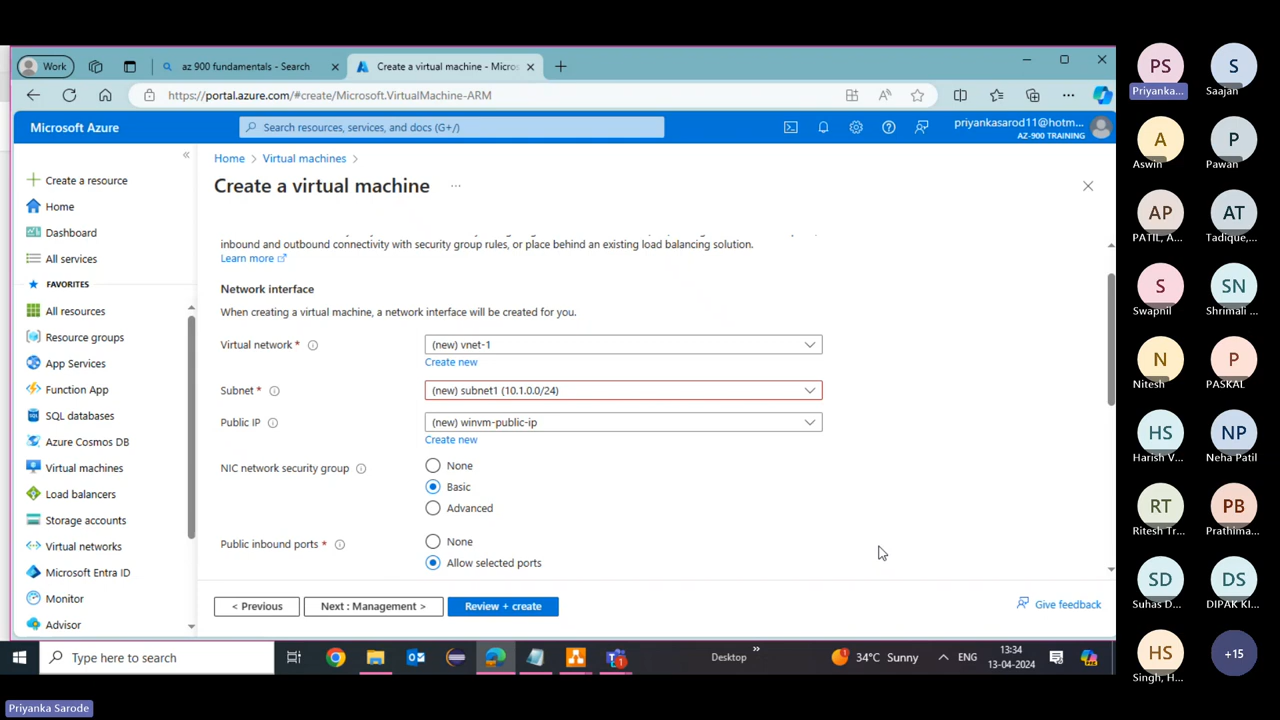 Work
az 900 fundamentals - Search
Create a virtual machine - Micros
https://portal.azure.com/#create/Microsoft.VirtualMachine-ARM
Microsoft Azure
Search resources, services, and docs (G+/)
priyankasarod11@hotm...
AZ-900 TRAINING
Create a resource
Home
Dashboard
All services
FAVORITES
All resources
Resource groups
App Services
Function App
SQL databases
Azure Cosmos DB
Virtual machines
Load balancers
Storage accounts
Virtual networks
Microsoft Entra ID
Monitor
Advisor
Home > Virtual machines >
Create a virtual machine ...
inbound and outbound connectivity with security group rules, or place behind an existing load balancing solution.
Learn more
Network interface
When creating a virtual machine, a network interface will be created for you.
Virtual network * (new) vnet-1
Create new
Subnet * (new) subnet1 (10.1.0.0/24)
Public IP (new) winvm-public-ip
Create new
NIC network security group
None
Basic
Advanced
Public inbound ports *
None
Allow selected ports
< Previous
Next : Management >
Review + create
Give feedback
Type here to search
Desktop
34°C Sunny
ENG
13:34
13-04-2024
PS
Priyanka...
S
Saajan
A
Aswin
P
Pawan
AP
PATIL, A...
AT
Tadique,...
S
Swapnil
SN
Shrimali ...
N
Nitesh
P
PASKAL
HS
Harish V...
NP
Neha Patil
RT
Ritesh Tr...
PB
Prathima...
SD
Suhas D...
DS
DIPAK KI...
HS
Singh, H...
+15
Priyanka Sarode